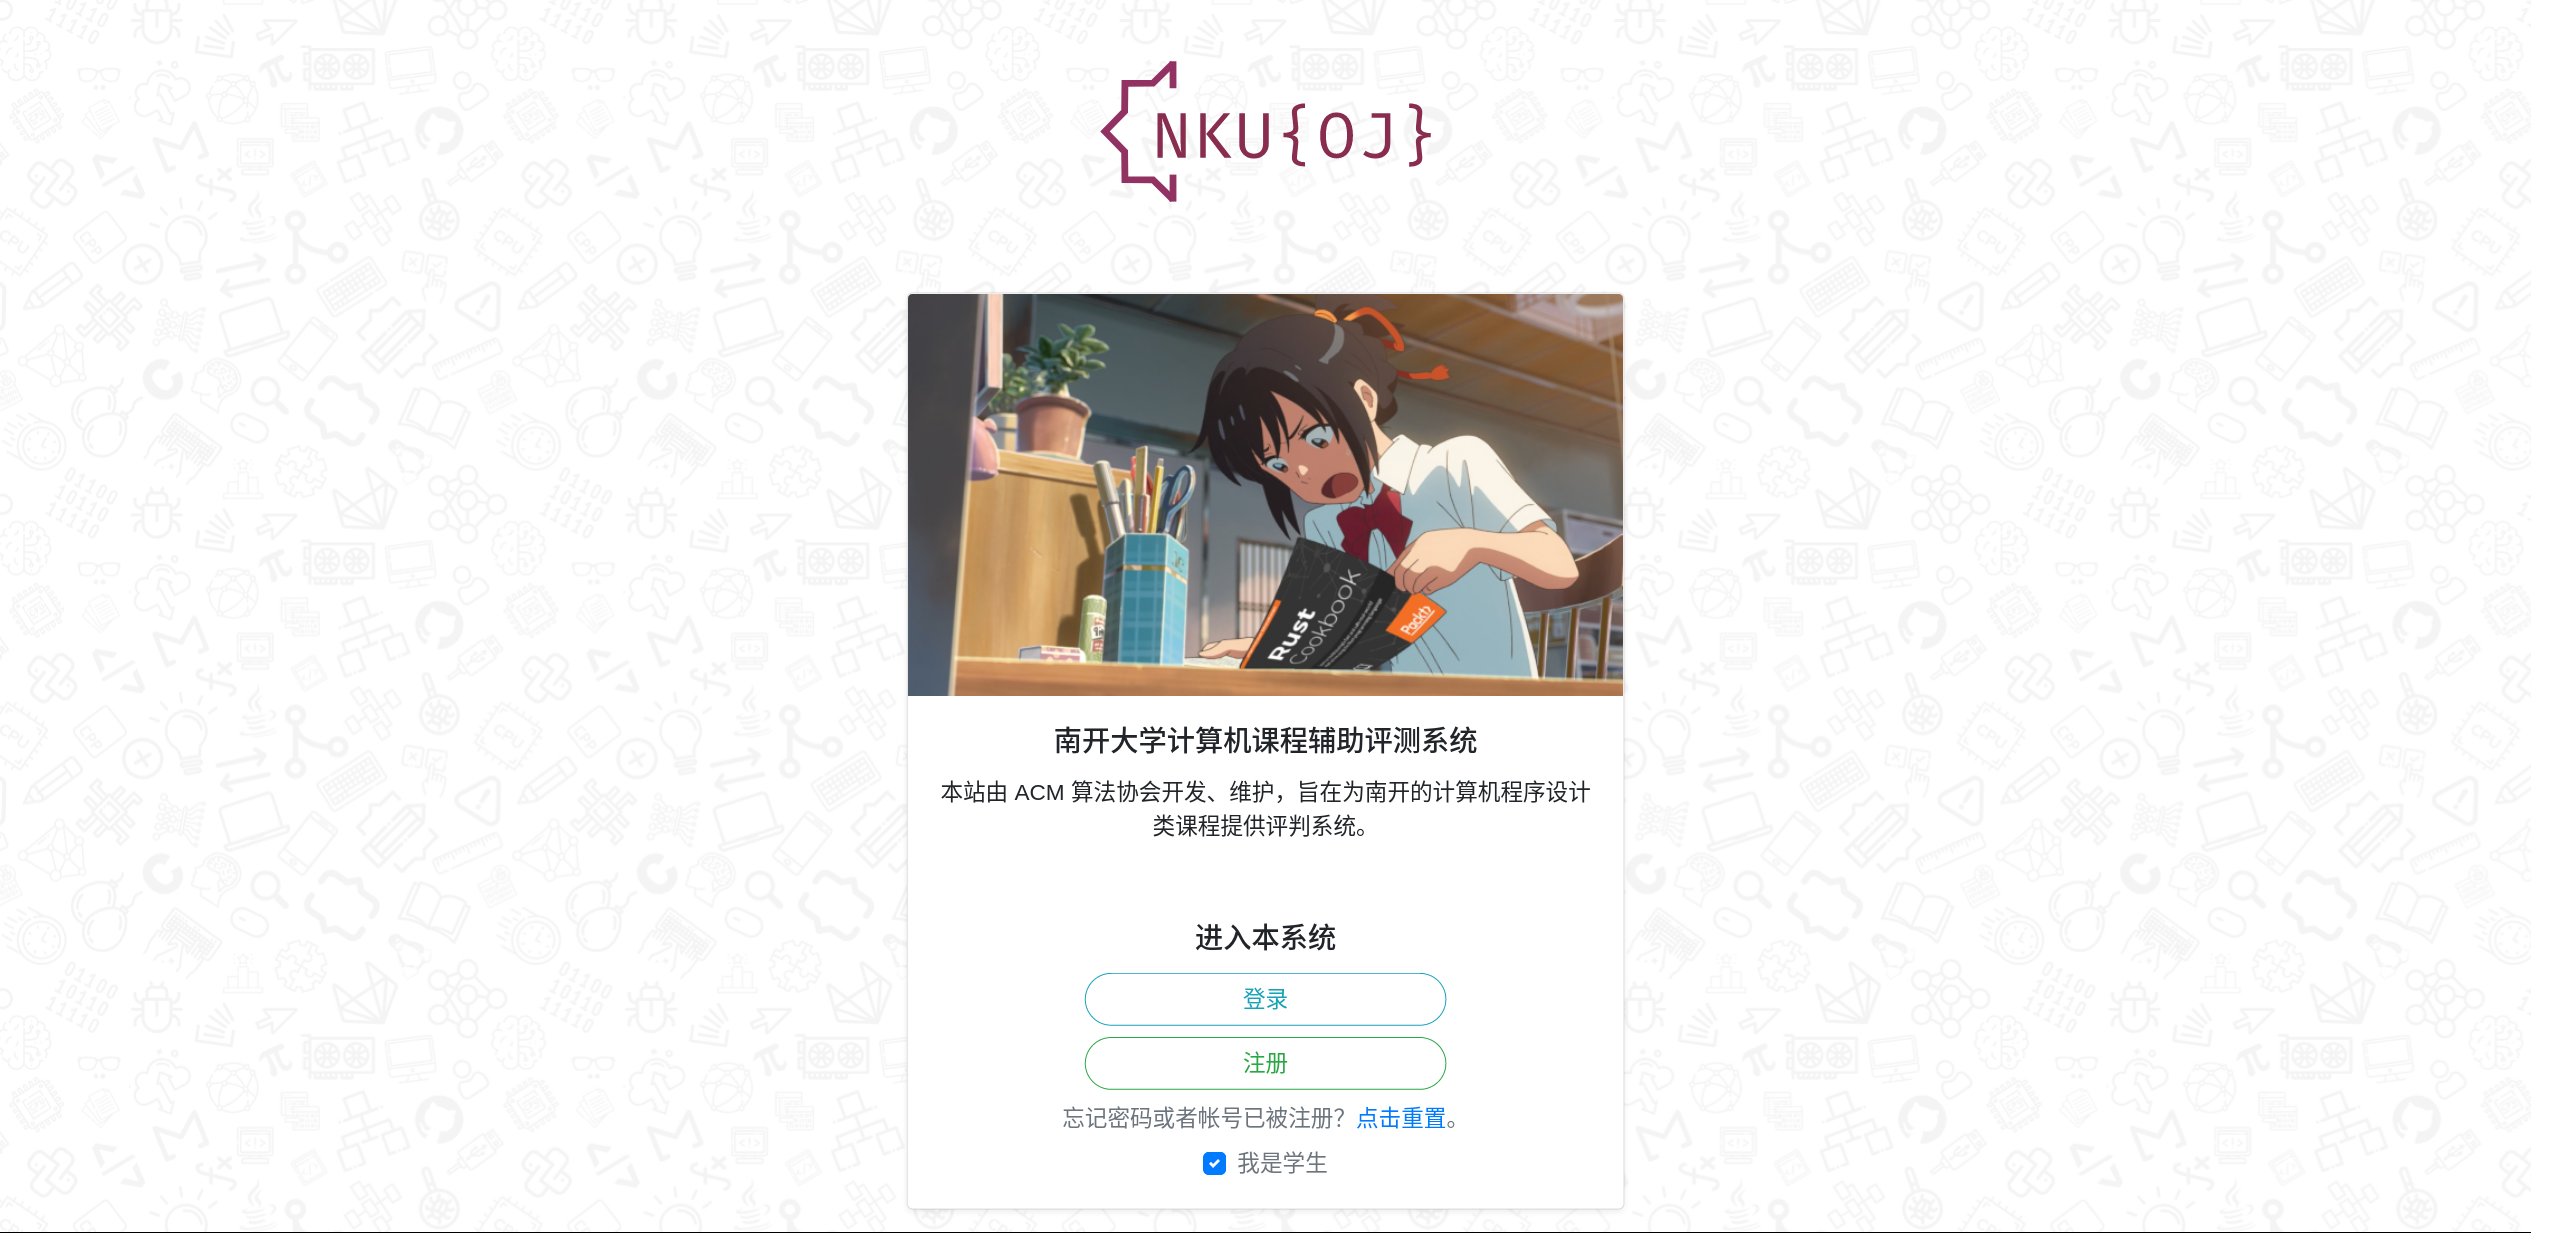 NKU{OJ}
Rust
Cookbook
Packt>
南开大学计算机课程辅助评测系统
本站由 ACM 算法协会开发、维护，旨在为南开的计算机程序设计
类课程提供评判系统。
进入本系统
登录
注册
忘记密码或者帐号已被注册？点击重置。
我是学生